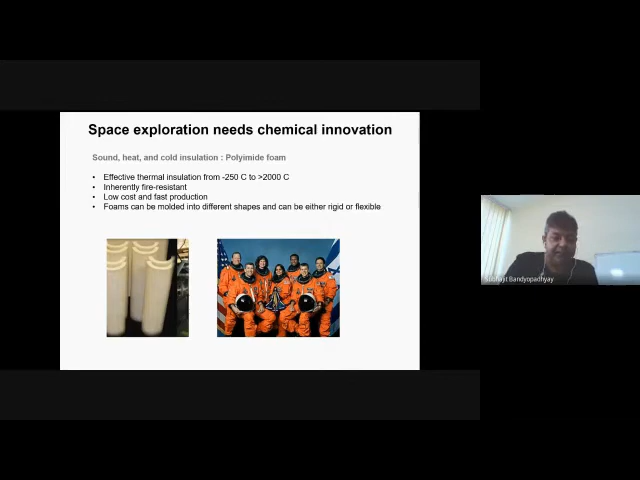 Space exploration needs chemical innovation
Sound, heat, and cold insulation : Polyimide foam
• Effective thermal insulation from -250 C to >2000 C
• Inherently fire-resistant
• Low cost and fast production
• Foams can be molded into different shapes and can be either rigid or flexible
Bandyopadhyay